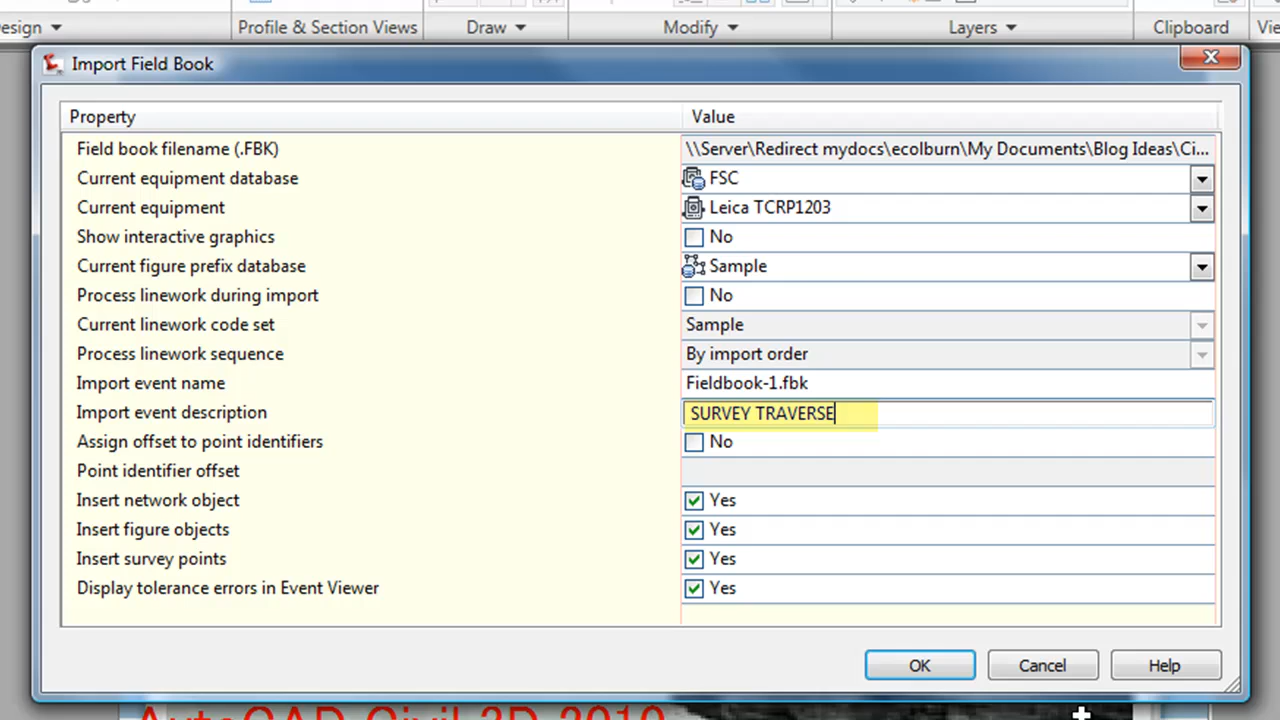 esign
Profile & Section Views
Draw
Modify
Layers
Clipboard
Vie
Import Field Book
Property Value
Field book filename (.FBK) \\Server\Redirect mydocs\ecolburn\My Documents\Blog Ideas\Ci...
Current equipment database FSC
Current equipment Leica TCRP1203
Show interactive graphics No
Current figure prefix database Sample
Process linework during import No
Current linework code set Sample
Process linework sequence By import order
Import event name Fieldbook-1.fbk
Import event description SURVEY TRAVERSE
Assign offset to point identifiers No
Point identifier offset
Insert network object Yes
Insert figure objects Yes
Insert survey points Yes
Display tolerance errors in Event Viewer Yes
OK Cancel Help
AutoCAD Civil 3D 2010